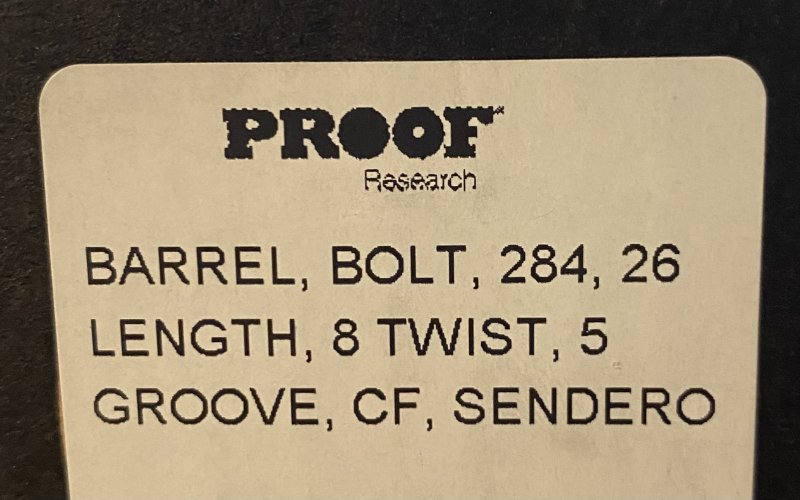 PROOF
Research
BARREL, BOLT, 284, 26
LENGTH, 8 TWIST, 5
GROOVE, CF, SENDERO